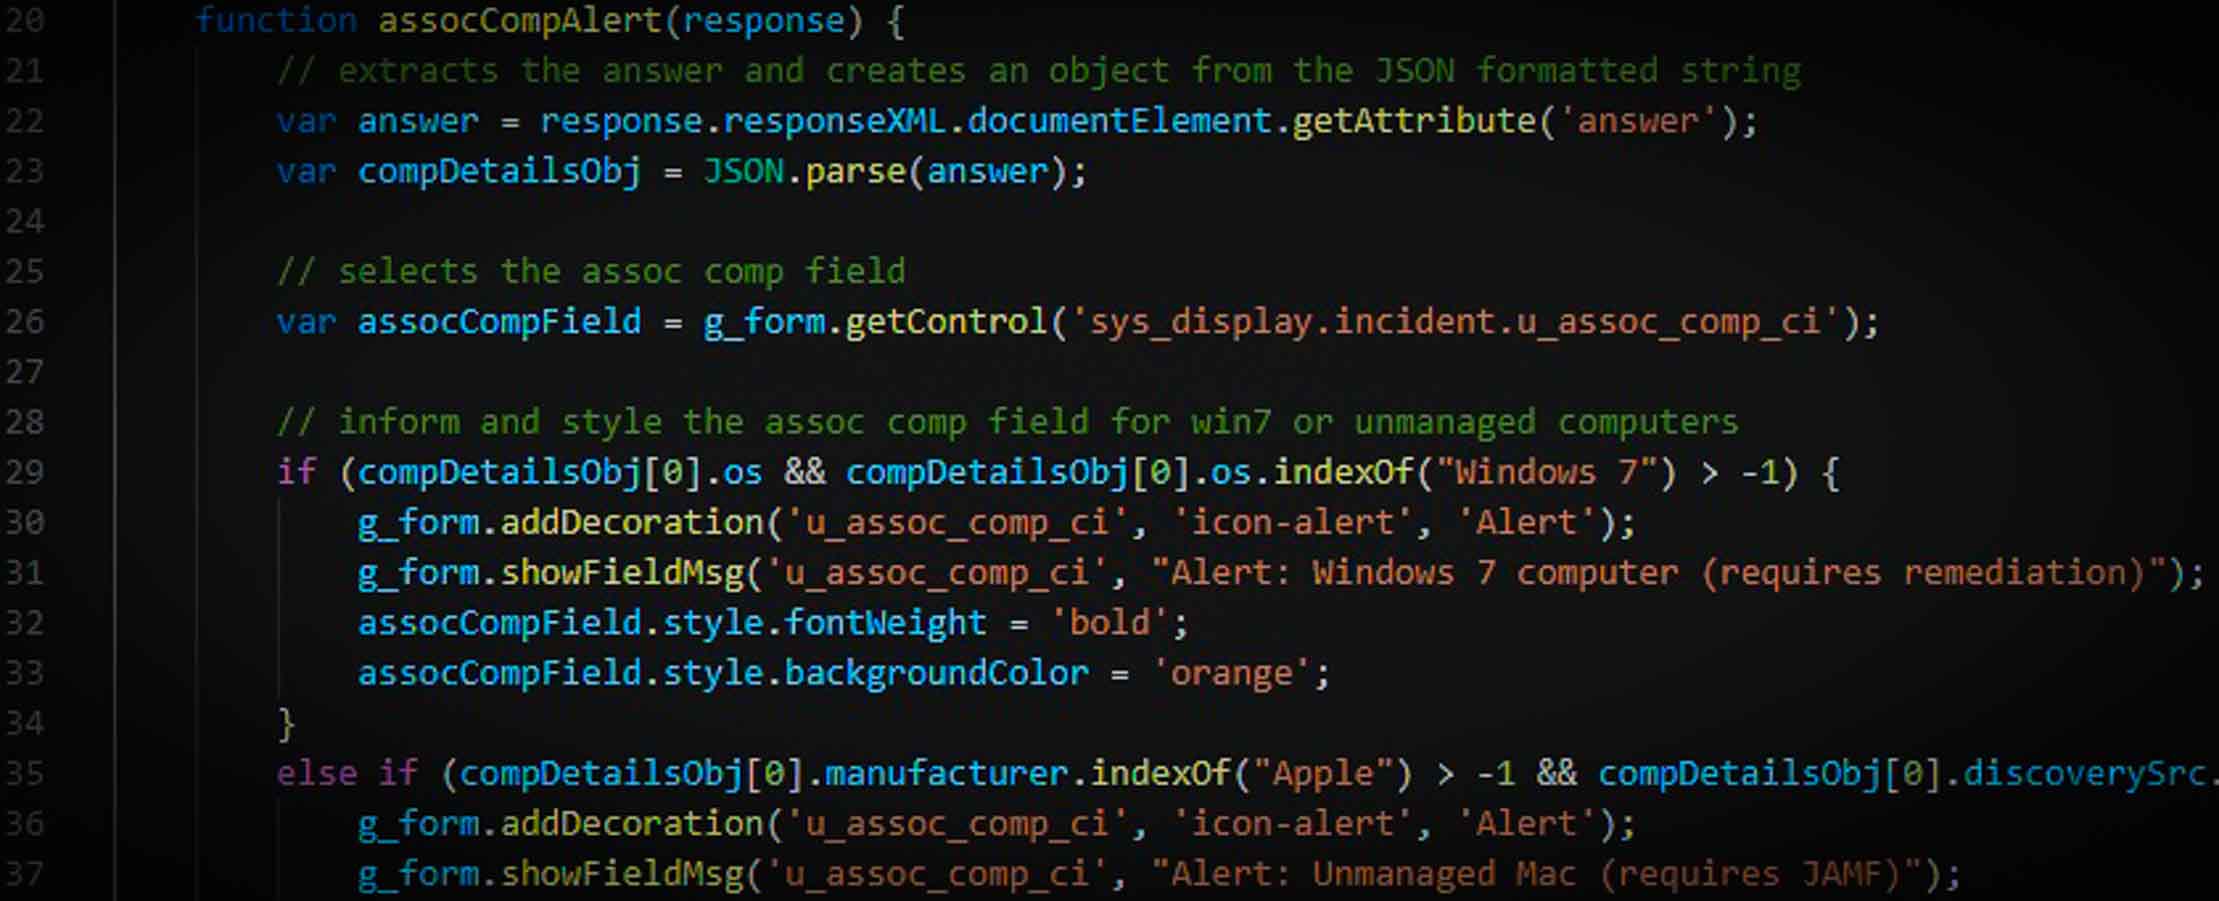 20 function assocCompAlert(response) {
21 // extracts the answer and creates an object from the JSON formatted string
22 var answer = response.responseXML.documentElement.getAttribute('answer');
23 var compDetailsObj = JSON.parse(answer);
24
25 // selects the assoc comp field
26 var assocCompField = g_form.getControl('sys_display.incident.u_assoc_comp_ci');
27
28 // inform and style the assoc comp field for win7 or unmanaged computers
29 if (compDetailsObj[0].os && compDetailsObj[0].os.indexOf("Windows 7") > -1) {
30 g_form.addDecoration('u_assoc_comp_ci', 'icon-alert', 'Alert');
31 g_form.showFieldMsg('u_assoc_comp_ci', "Alert: Windows 7 computer (requires remediation)");
32 assocCompField.style.fontWeight = 'bold';
33 assocCompField.style.backgroundColor = 'orange';
34 }
35 else if (compDetailsObj[0].manufacturer.indexOf("Apple") > -1 && compDetailsObj[0].discoverySrc.
36 g_form.addDecoration('u_assoc_comp_ci', 'icon-alert', 'Alert');
37 g_form.showFieldMsg('u_assoc_comp_ci', "Alert: Unmanaged Mac (requires JAMF)");